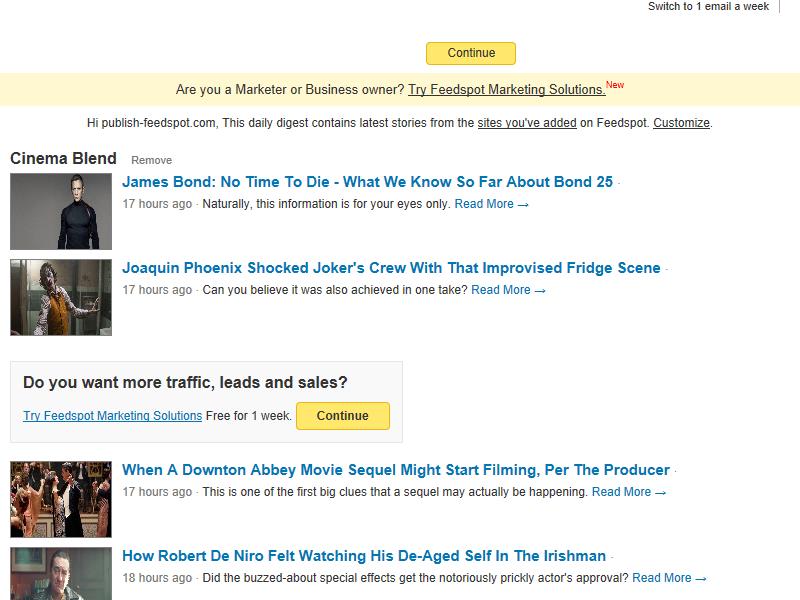 Switch to 1 email a week
Continue
Are you a Marketer or Business owner? Try Feedspot Marketing Solutions.New
Hi publish-feedspot.com, This daily digest contains latest stories from the sites you've added on Feedspot. Customize.
Cinema Blend Remove
James Bond: No Time To Die - What We Know So Far About Bond 25 ·
17 hours ago · Naturally, this information is for your eyes only. Read More →
Joaquin Phoenix Shocked Joker's Crew With That Improvised Fridge Scene ·
17 hours ago · Can you believe it was also achieved in one take? Read More →
Do you want more traffic, leads and sales?
Try Feedspot Marketing Solutions Free for 1 week. Continue
When A Downton Abbey Movie Sequel Might Start Filming, Per The Producer ·
17 hours ago · This is one of the first big clues that a sequel may actually be happening. Read More →
How Robert De Niro Felt Watching His De-Aged Self In The Irishman ·
18 hours ago · Did the buzzed-about special effects get the notoriously prickly actor's approval? Read More →